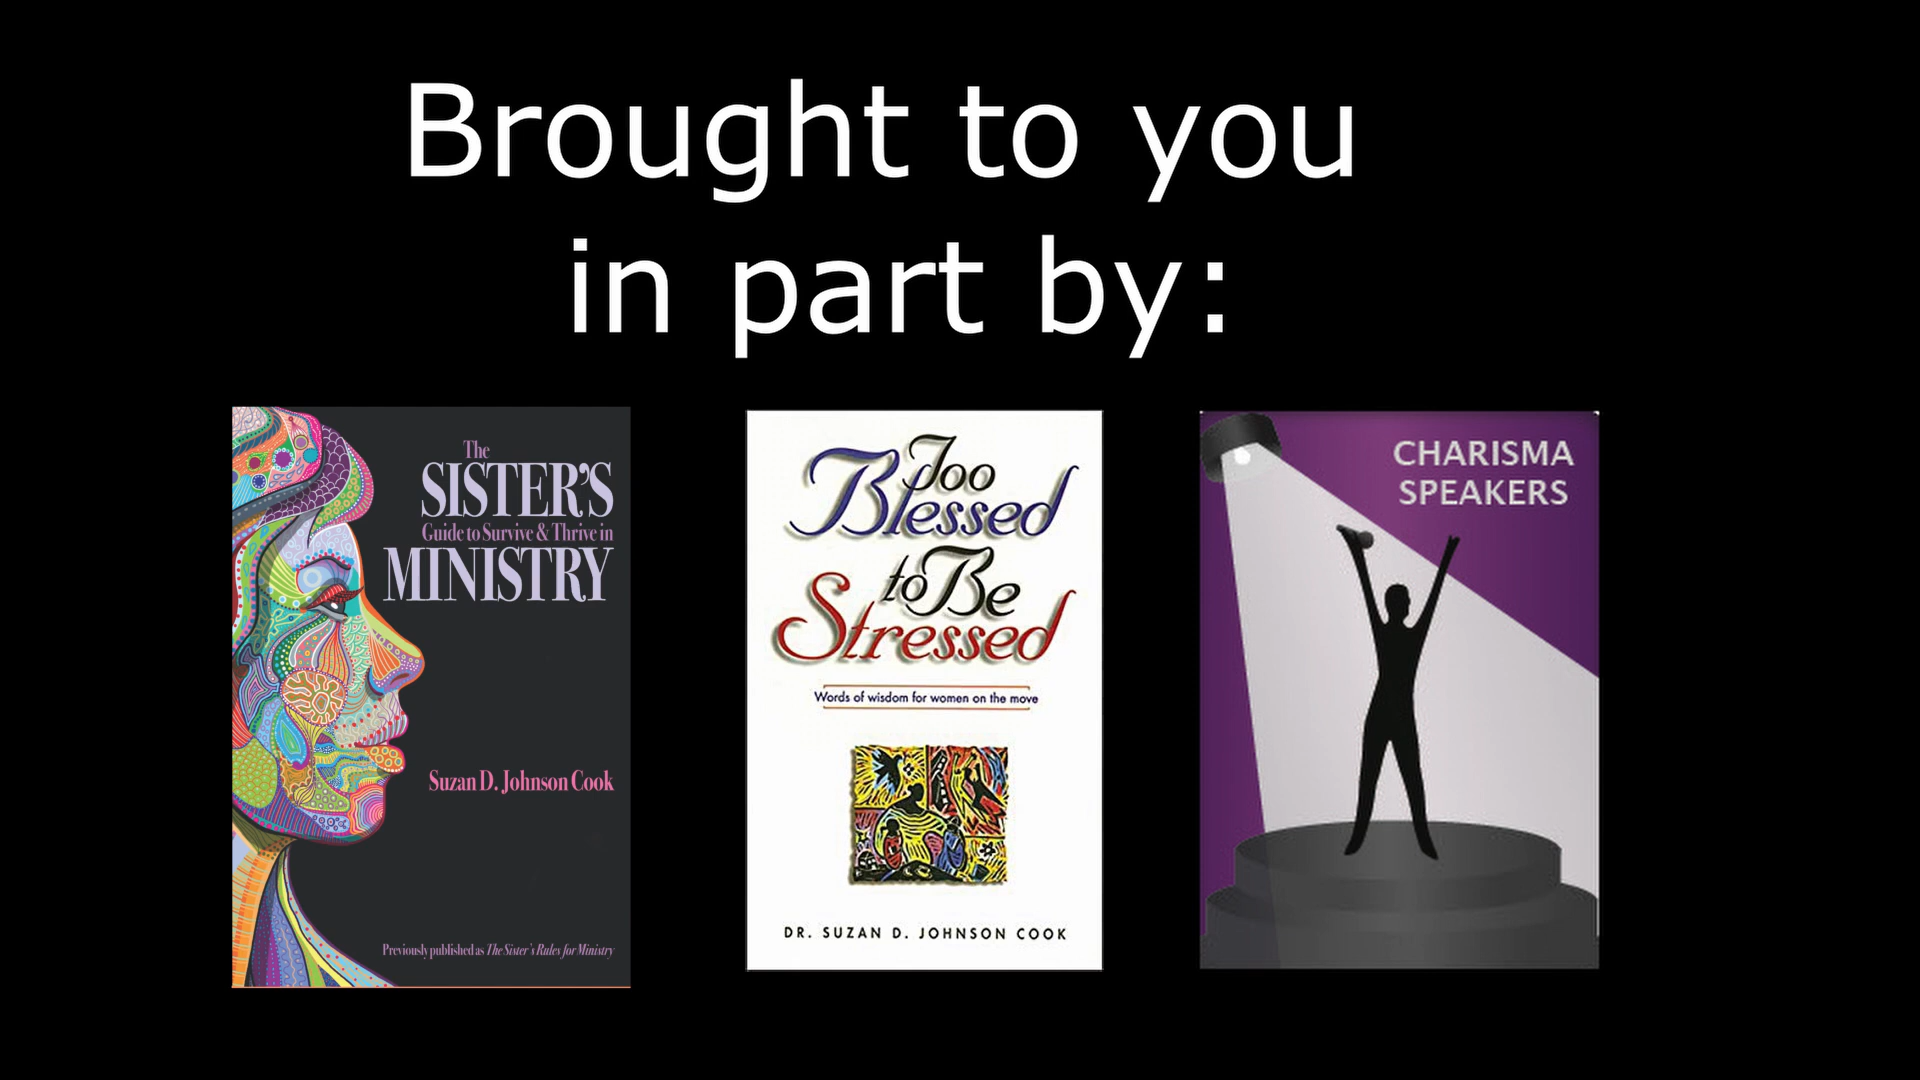 Brought to you
in part by:
The
SISTER'S
Guide to Survive & Thrive in
MINISTRY
Suzan D. Johnson Cook
Previously published as The Sister's Rules for Ministry
Too
Blessed
to Be
Stressed
Words of wisdom for women on the move
DR. SUZAN D. JOHNSON COOK
CHARISMA
SPEAKERS